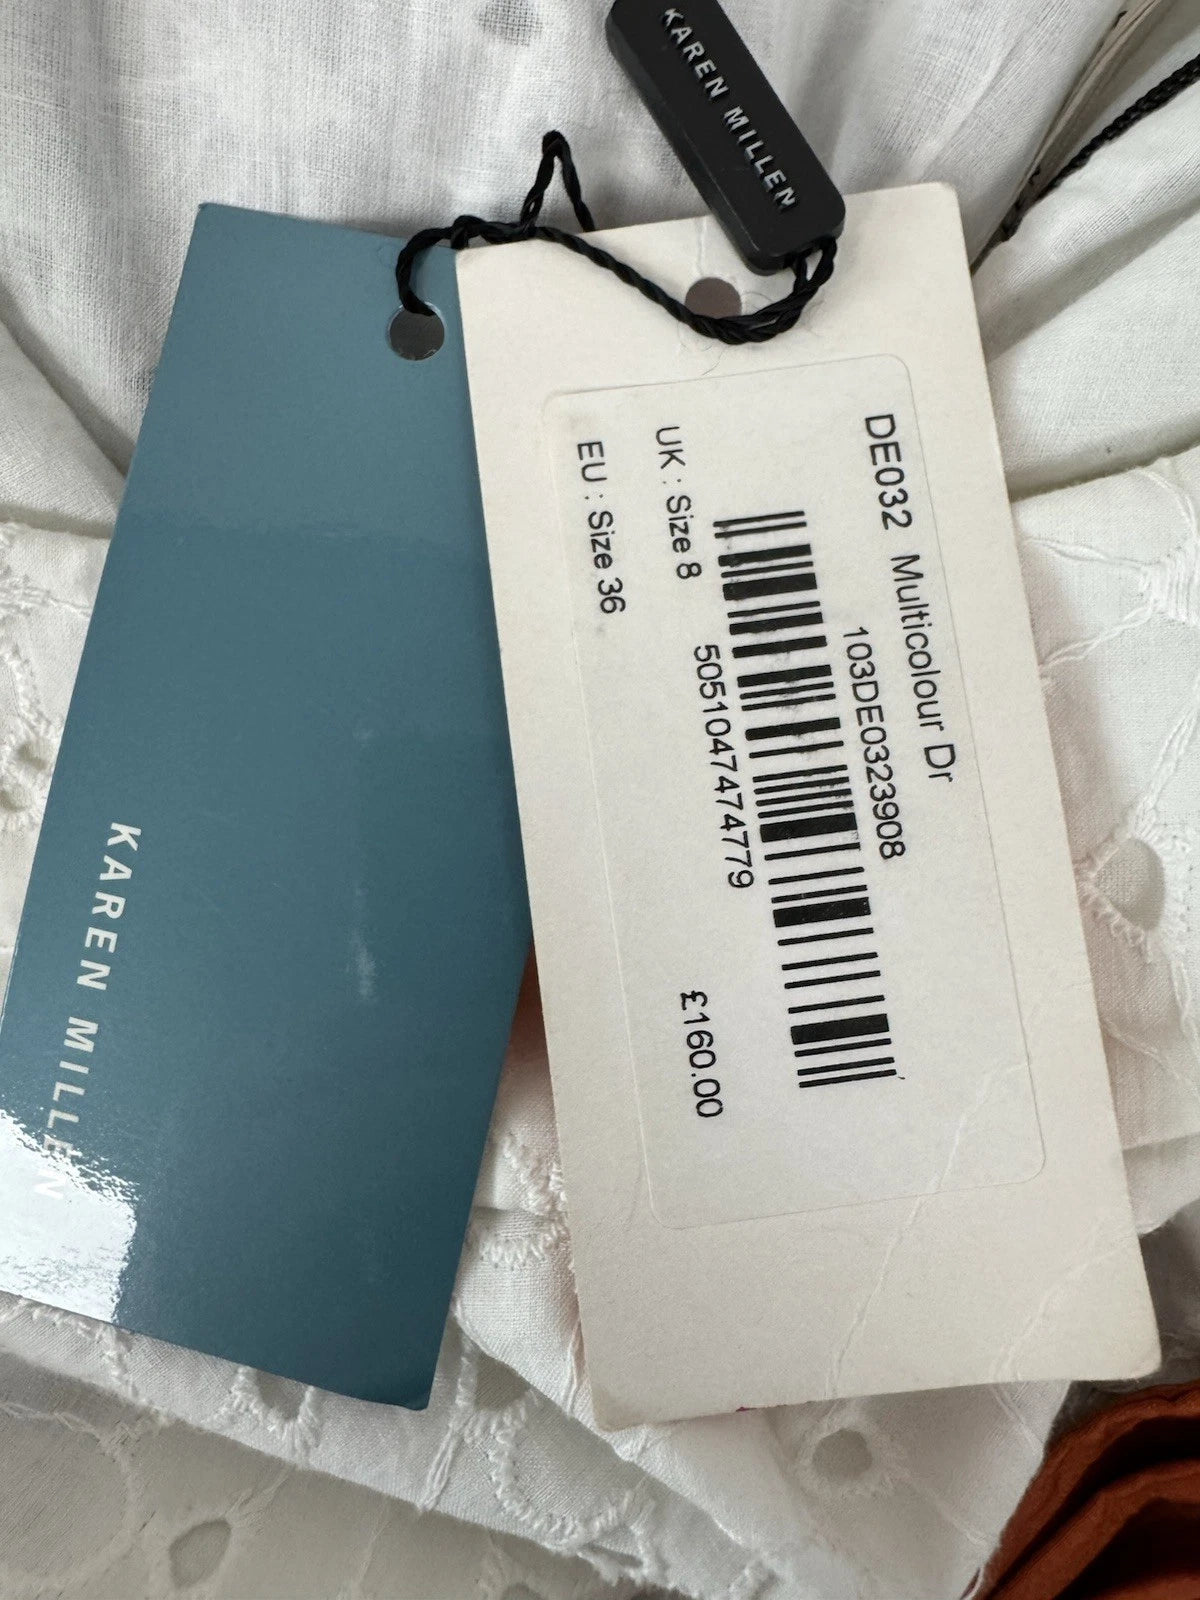 KAREN MILLEN
KAREN MILLEN
DE032 Multicolour Dr
103DE0323908
5051047474779
UK : Size 8
EU : Size 36
£160.00